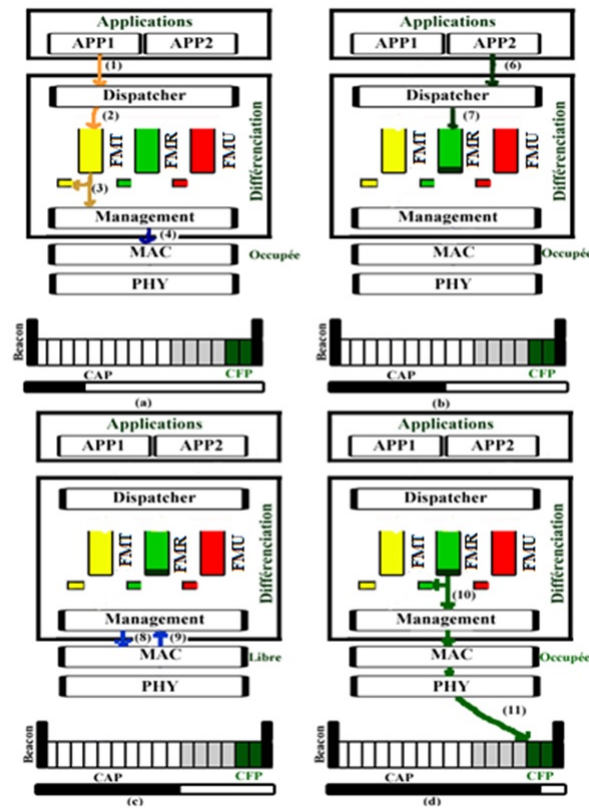 Applications
APP1 APP2
(1)
Dispatcher
(2)
FMT FMR FMU
Différenciation
(3)
Management
(4)
MAC Occupée
PHY
Beacon
CAP CFP
(a)
Applications
APP1 APP2
(6)
Dispatcher
(7)
FMT FMR FMU
Différenciation
Management
MAC Occupée
PHY
Beacon
CAP CFP
(b)
Applications
APP1 APP2
Dispatcher
FMT FMR FMU
Différenciation
Management
(8) (9)
MAC Libre
PHY
Beacon
CAP CFP
(c)
Applications
APP1 APP2
Dispatcher
FMT FMR FMU
Différenciation
(10)
Management
MAC Occupée
PHY
(11)
Beacon
CAP CFP
(d)